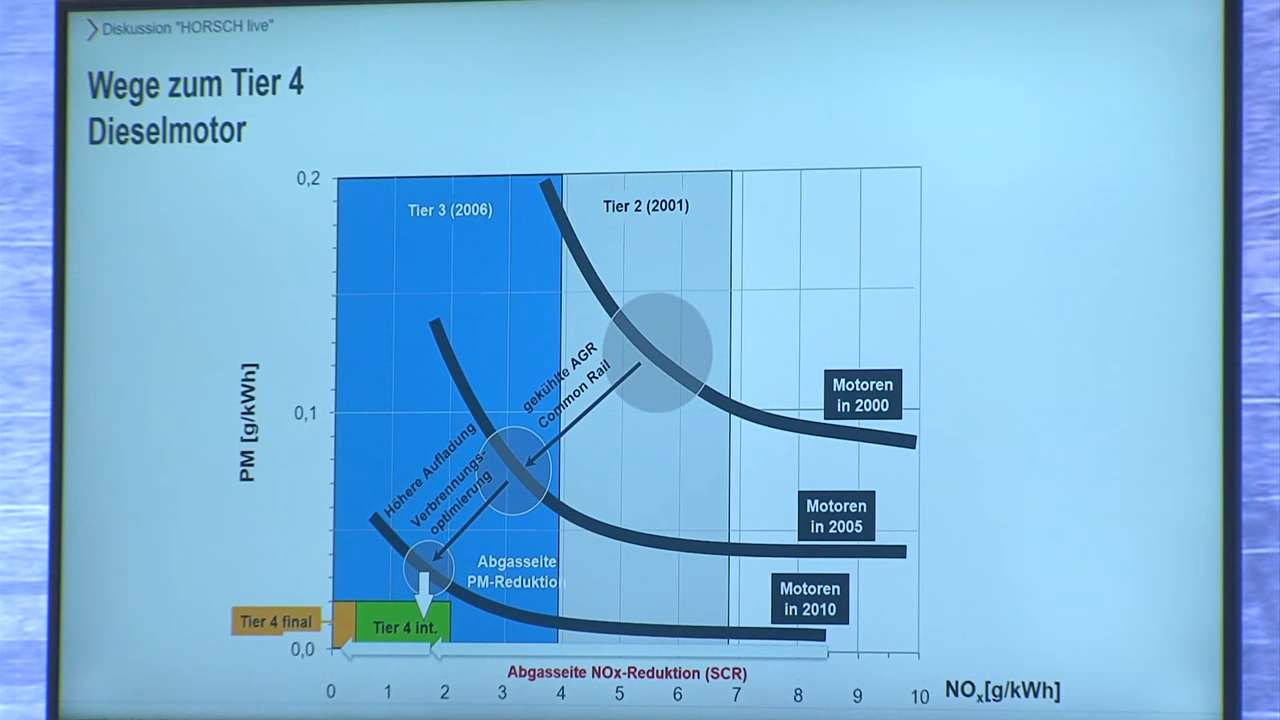 Diskussion "HORSCH live"
Wege zum Tier 4
Dieselmotor
0,2
Tier 3 (2006)
Tier 2 (2001)
gekühlte AGR
Common Rail
Motoren
in 2000
PM [g/kWh]
0,1
Höhere Aufladung
Verbrennungs-
optimierung
Motoren
in 2005
Abgasseite
PM-Reduktion
Motoren
in 2010
Tier 4 final
Tier 4 int.
0,0
Abgasseite NOx-Reduktion (SCR)
0 1 2 3 4 5 6 7 8 9 10 NOx[g/kWh]